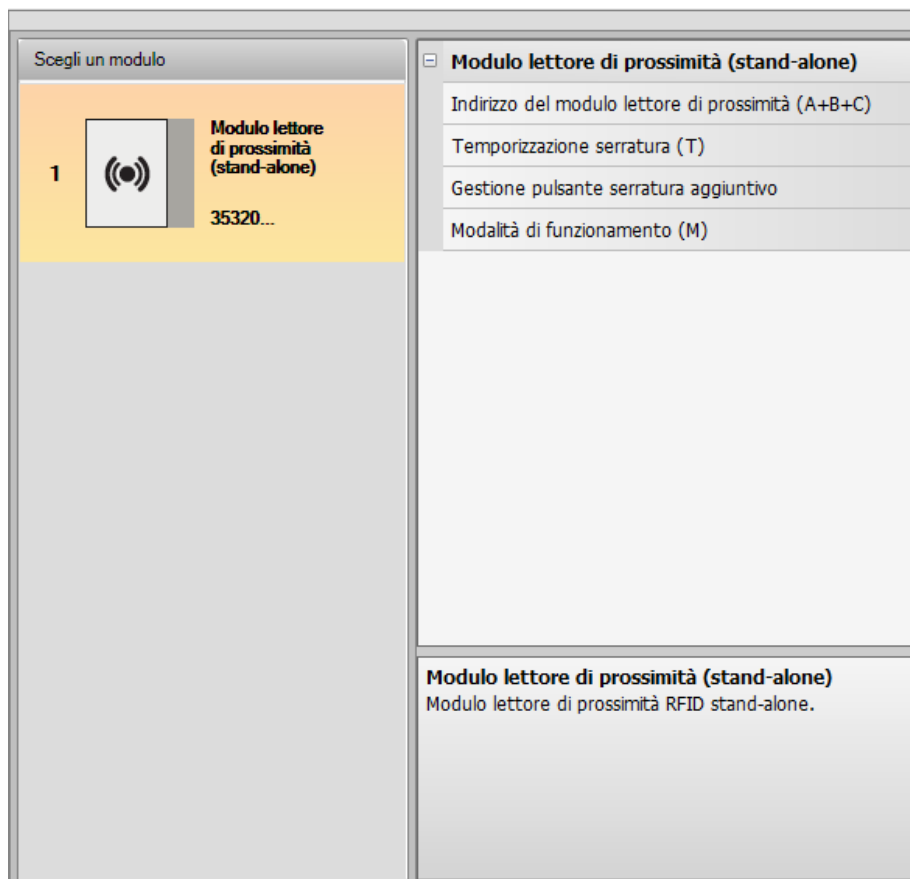 Scegli un modulo
1
Modulo lettore
di prossimità
(stand-alone)
35320...
Modulo lettore di prossimità (stand-alone)
Indirizzo del modulo lettore di prossimità (A+B+C)
Temporizzazione serratura (T)
Gestione pulsante serratura aggiuntivo
Modalità di funzionamento (M)
Modulo lettore di prossimità (stand-alone)
Modulo lettore di prossimità RFID stand-alone.